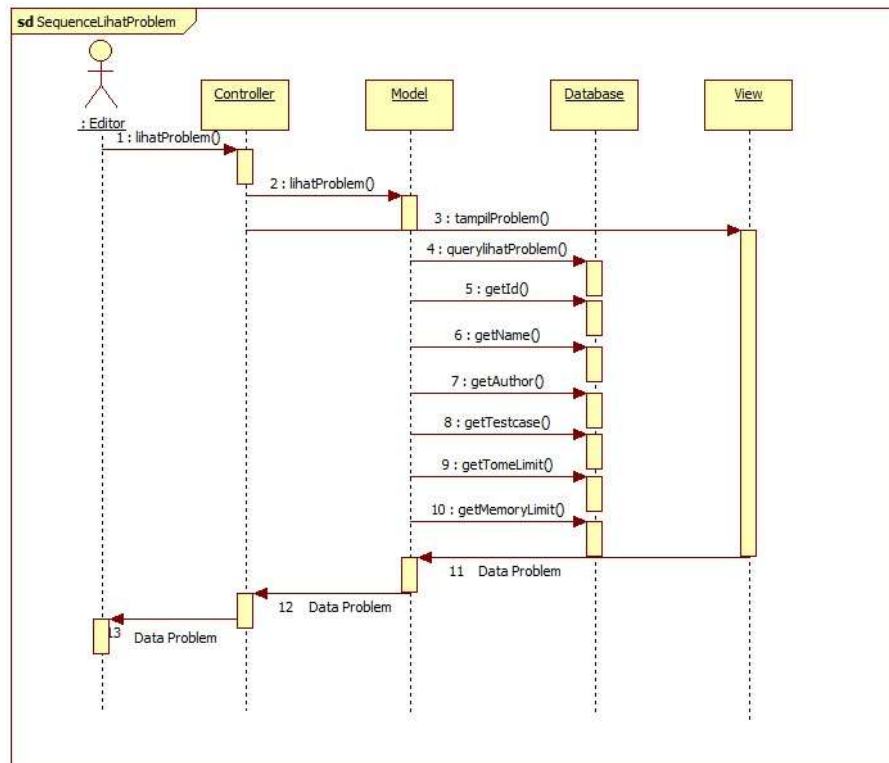 sd SequenceLihatProblem
: Editor
Controller
Model
Database
View
1 : lihatProblem()
2 : lihatProblem()
3 : tampilProblem()
4 : querylihatProblem()
5 : getId()
6 : getName()
7 : getAuthor()
8 : getTestcase()
9 : getTomeLimit()
10 : getMemoryLimit()
11 Data Problem
12 Data Problem
13 Data Problem